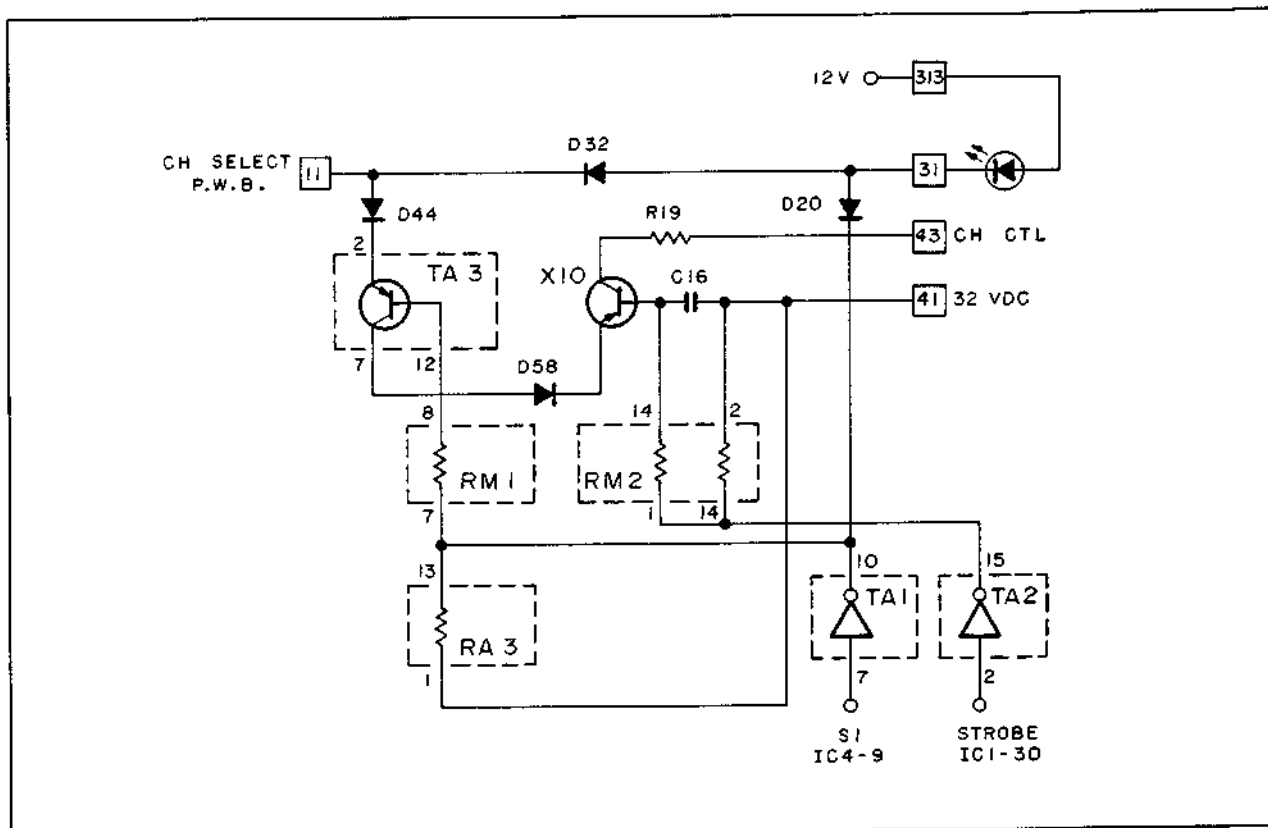 12V
313
D32
CH SELECT
P.W.B.
11
31
D44
D20
R19
2
43 CH CTL
TA 3
X10
C16
41 32 VDC
7
12
D58
8
14
2
RM 1
RM2
7
1
14
13
10
15
TA1
TA2
RA 3
1
7
2
S1
IC4-9
STROBE
IC1-30